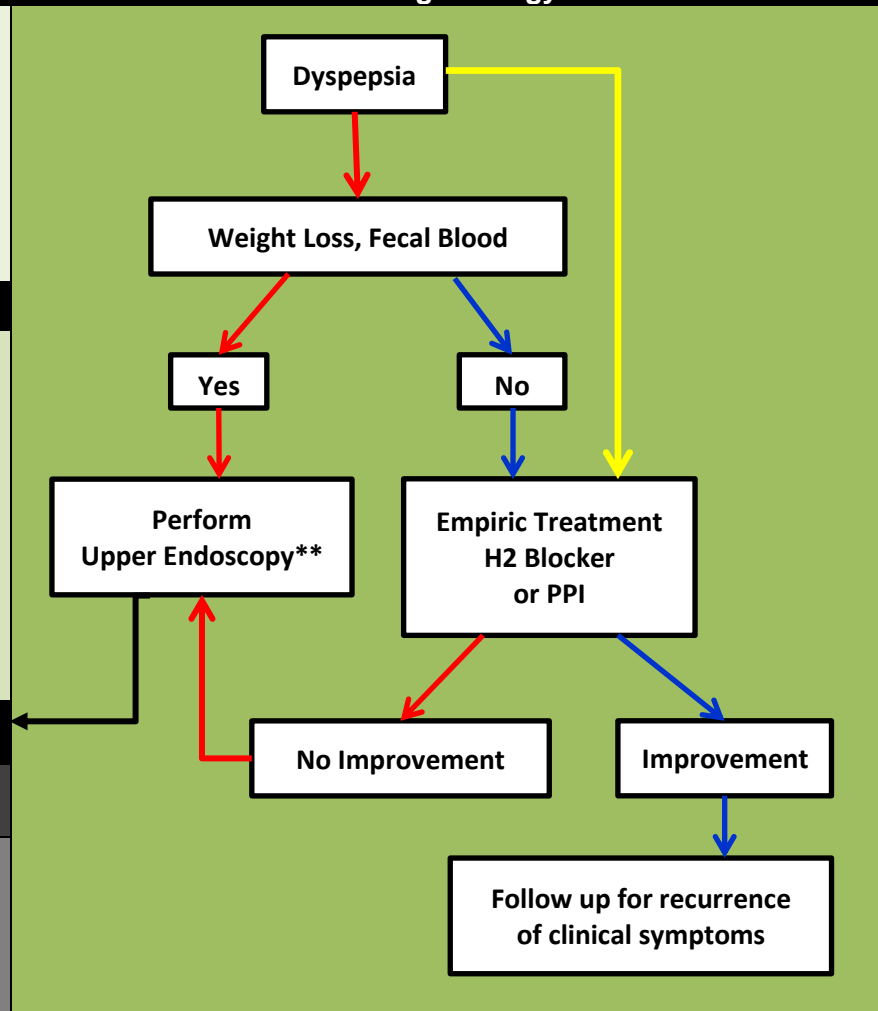 Dyspepsia
Weight Loss, Fecal Blood
Yes
No
Perform
Upper Endoscopy**
Empiric Treatment
H2 Blocker
or PPI
No Improvement
Improvement
Follow up for recurrence
of clinical symptoms